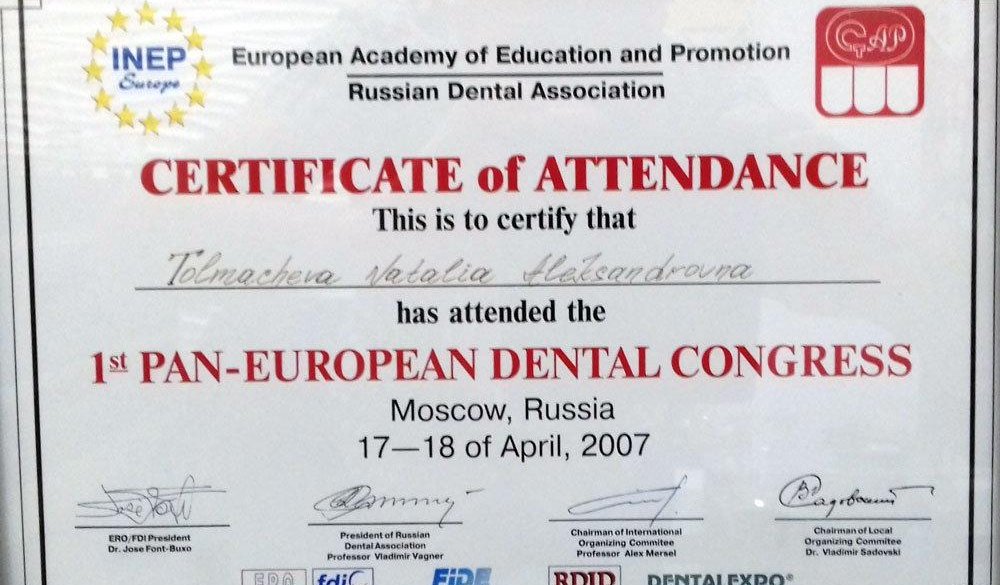 INEP
Europe
European Academy of Education and Promotion
Russian Dental Association
CERTIFICATE of ATTENDANCE
This is to certify that
Tolmacheva Natalia Aleksandrovna
has attended the
1st PAN-EUROPEAN DENTAL CONGRESS
Moscow, Russia
17—18 of April, 2007
ERO/FDI President
Dr. Jose Font-Buxo
President of Russian
Dental Association
Professor Vladimir Vagner
Chairman of International
Organizing Commitee
Professor Alex Mersel
Chairman of Local
Organizing Commitee
Dr. Vladimir Sadovski
fdi
FiDE
RDID
DENTALEXPO®